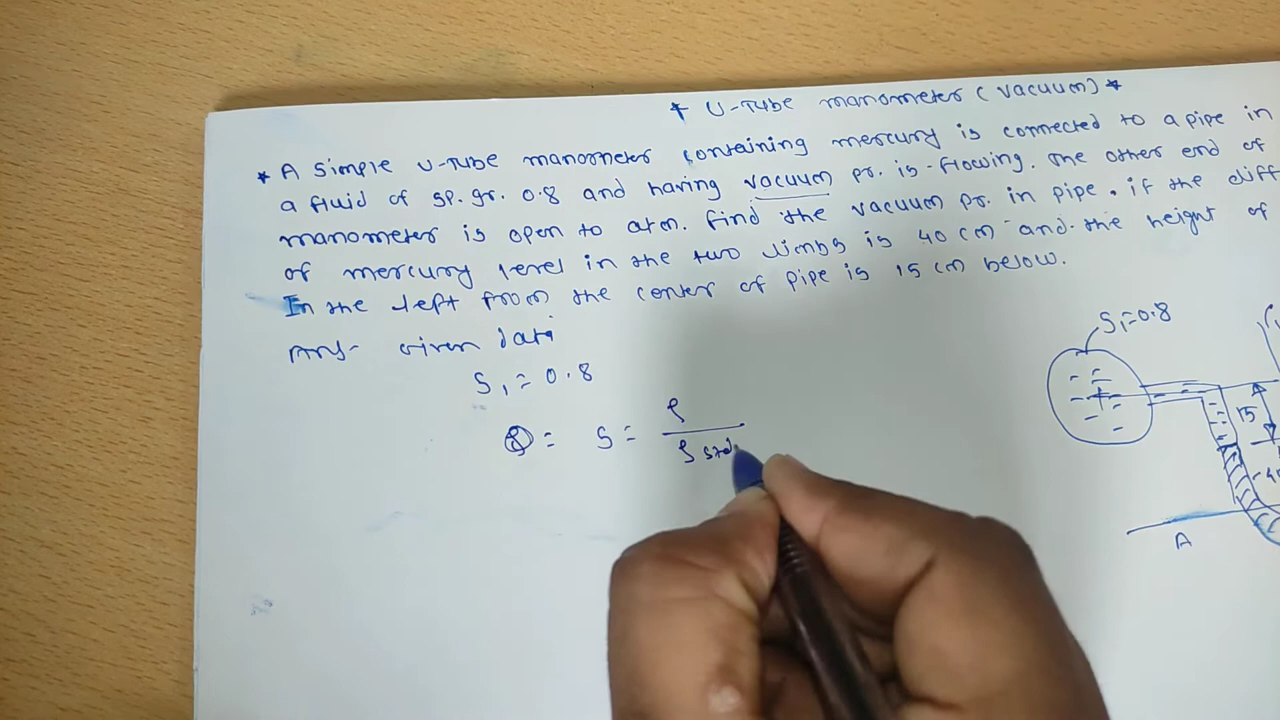 * U-Tube manometer (vacuum) *
* A simple U-Tube manometer containing mercury is connected to a pipe in
a fluid of sp. gr. 0.8 and having vacuum pr. is flowing. The other end of
manometer is open to atm. find the vacuum pr. in pipe. if the diff
of mercury level in the two limbs is 40 cm and the height of
In the left from the center of pipe is 15 cm below.
Ans- Given data
S₁ = 0.8
S₁=0.8
= S = ρ / ρ std
15
A